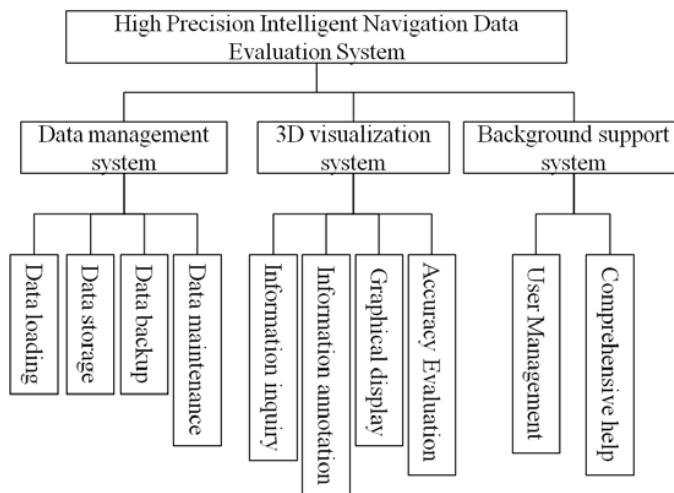 High Precision Intelligent Navigation Data
Evaluation System
Data management
system
3D visualization
system
Background support
system
Data loading
Data storage
Data backup
Data maintenance
Information inquiry
Information annotation
Graphical display
Accuracy Evaluation
User Management
Comprehensive help